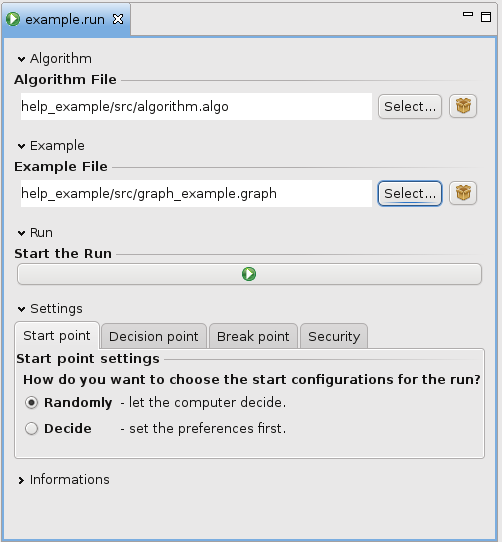 example.run
Algorithm
Algorithm File
help_example/src/algorithm.algo Select...
Example
Example File
help_example/src/graph_example.graph Select...
Run
Start the Run
Settings
Start point Decision point Break point Security
Start point settings
How do you want to choose the start configurations for the run?
Randomly - let the computer decide.
Decide - set the preferences first.
Informations